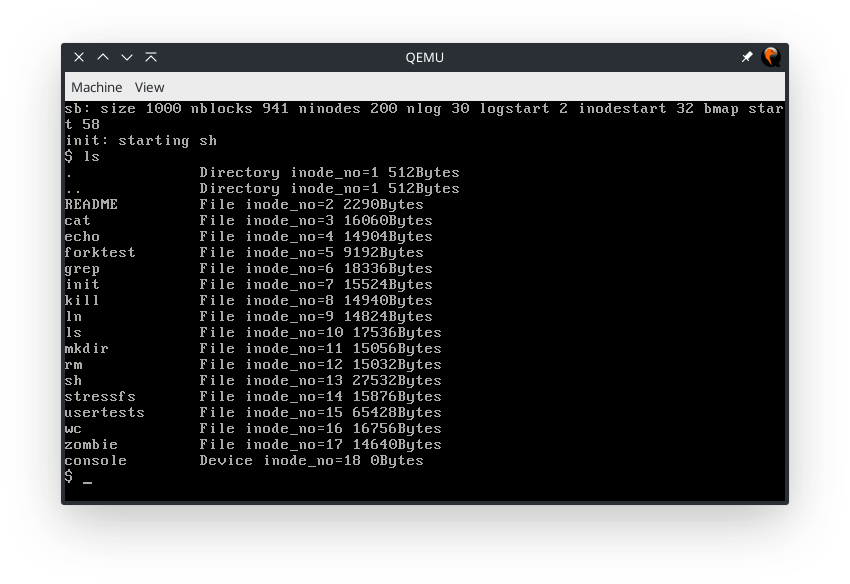 QEMU
Machine View
sb: size 1000 nblocks 941 ninodes 200 nlog 30 logstart 2 inodestart 32 bmap star
t 58
init: starting sh
$ ls
. Directory inode_no=1 512Bytes
.. Directory inode_no=1 512Bytes
README File inode_no=2 2290Bytes
cat File inode_no=3 16060Bytes
echo File inode_no=4 14904Bytes
forktest File inode_no=5 9192Bytes
grep File inode_no=6 18336Bytes
init File inode_no=7 15524Bytes
kill File inode_no=8 14940Bytes
ln File inode_no=9 14824Bytes
ls File inode_no=10 17536Bytes
mkdir File inode_no=11 15056Bytes
rm File inode_no=12 15032Bytes
sh File inode_no=13 27532Bytes
stressfs File inode_no=14 15876Bytes
usertests File inode_no=15 65428Bytes
wc File inode_no=16 16756Bytes
zombie File inode_no=17 14640Bytes
console Device inode_no=18 0Bytes
$ _